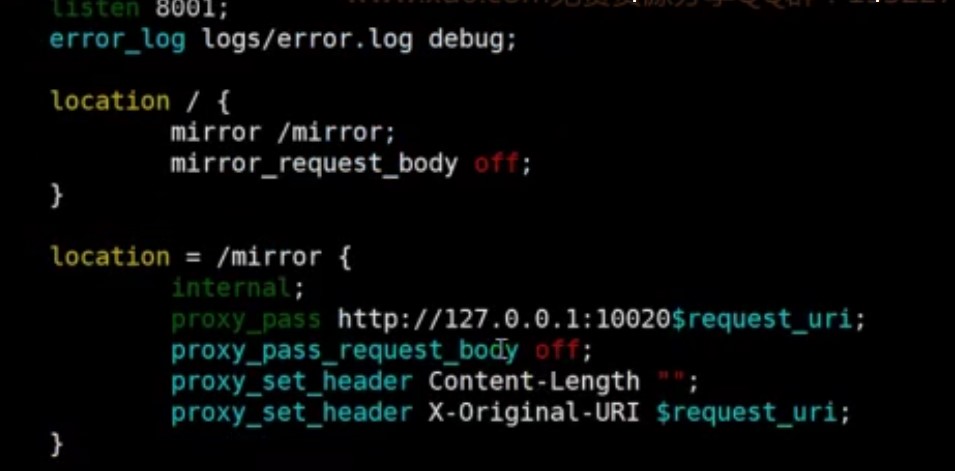 listen 8001;
error_log logs/error.log debug;
location / {
mirror /mirror;
mirror_request_body off;
}
location = /mirror {
internal;
proxy_pass http://127.0.0.1:10020$request_uri;
proxy_pass_request_body off;
proxy_set_header Content-Length "";
proxy_set_header X-Original-URI $request_uri;
}